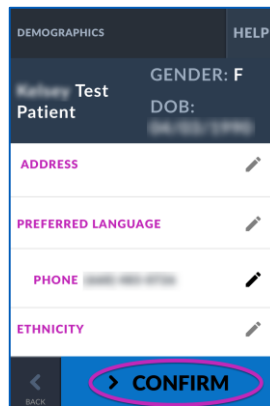 DEMOGRAPHICS HELP
Test Patient
GENDER: F
DOB:
ADDRESS
PREFERRED LANGUAGE
PHONE
ETHNICITY
BACK
> CONFIRM